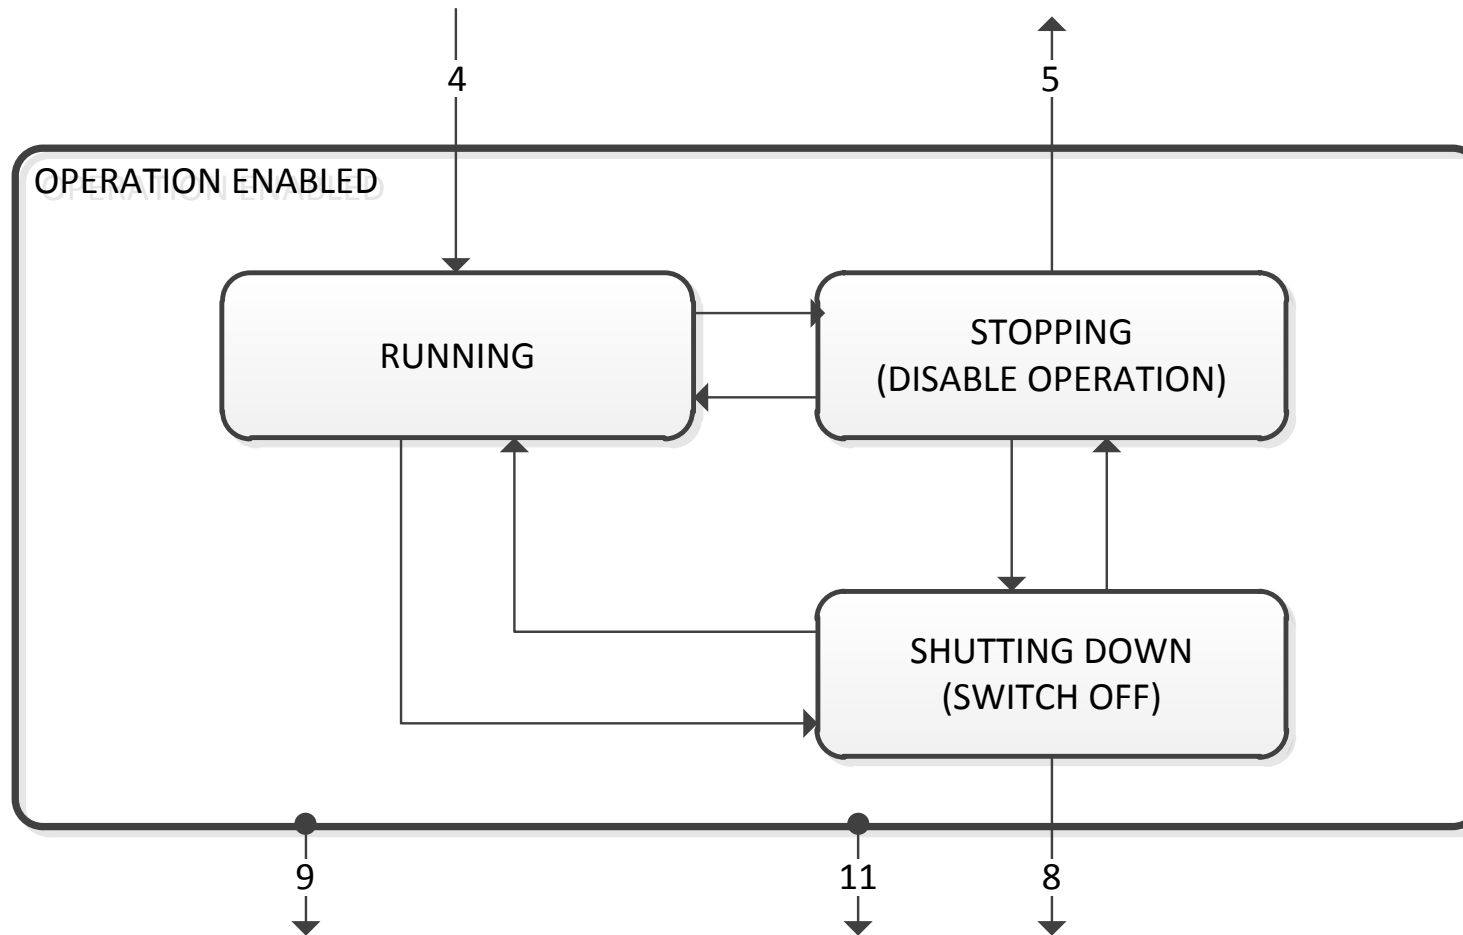 4
5
OPERATION ENABLED
RUNNING
STOPPING
(DISABLE OPERATION)
SHUTTING DOWN
(SWITCH OFF)
9
11
8